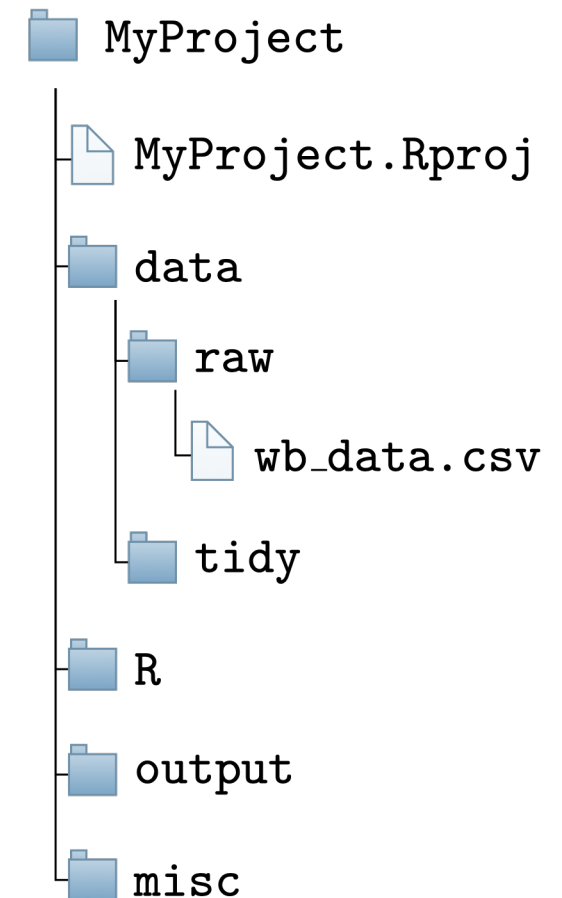 MyProject
MyProject.Rproj
data
raw
wb_data.csv
tidy
R
output
misc